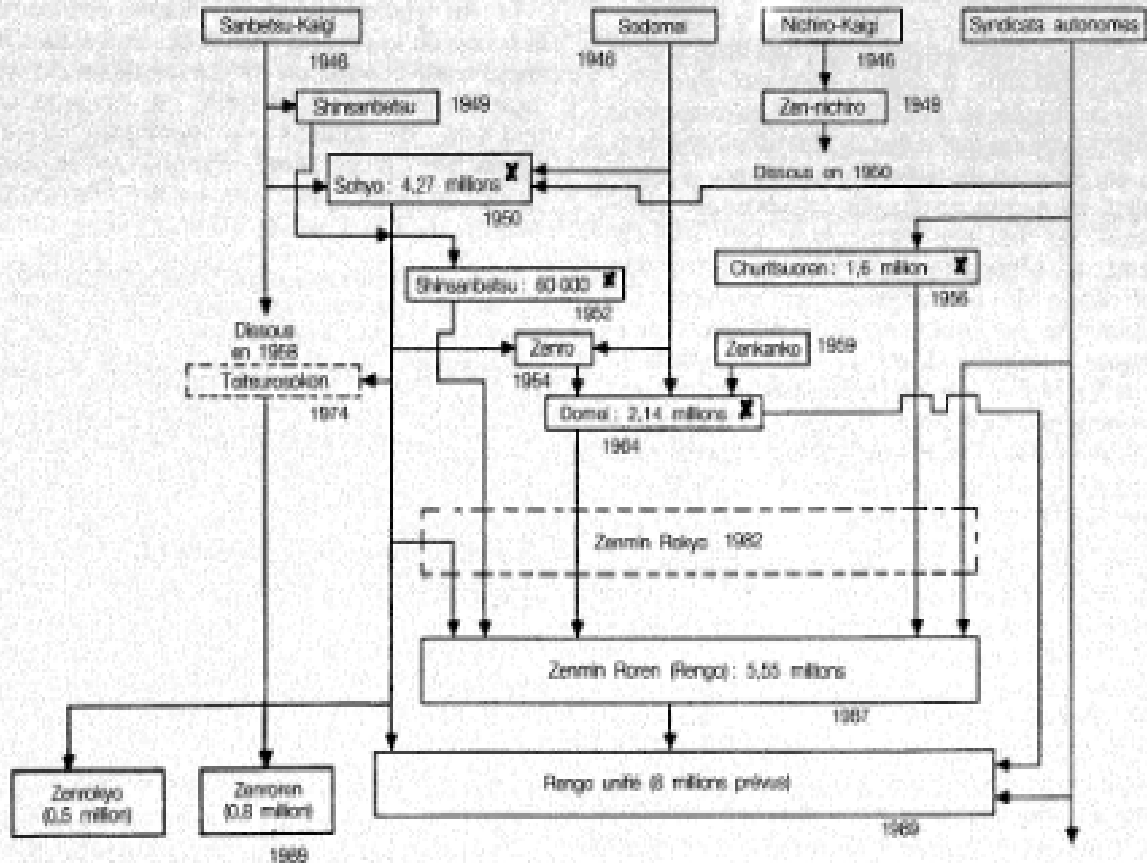 Sanbetsu-Kaigi
Sodomei
Nichiro-Kaigi
Syndicats autonomes
1946
1946
1946
Shinsanbetsu
1949
Zen-nichiro
1949
Dissous en 1950
Sohyo: 4,27 millions
1950
Shinsanbetsu: 60 000
1952
Churitsuoren: 1,6 million
1956
Dissous
en 1958
Zenro
1954
Zenkanko
1959
Toitsurosokon
1974
Domei: 2,14 millions
1964
Zenmin Rokyo 1982
Zenmin Roren (Rengo): 5,55 millions
1987
Rengo unifié (8 millions prévus)
1989
Zenrokyo
(0,5 million)
Zenroren
(0,8 million)
1989